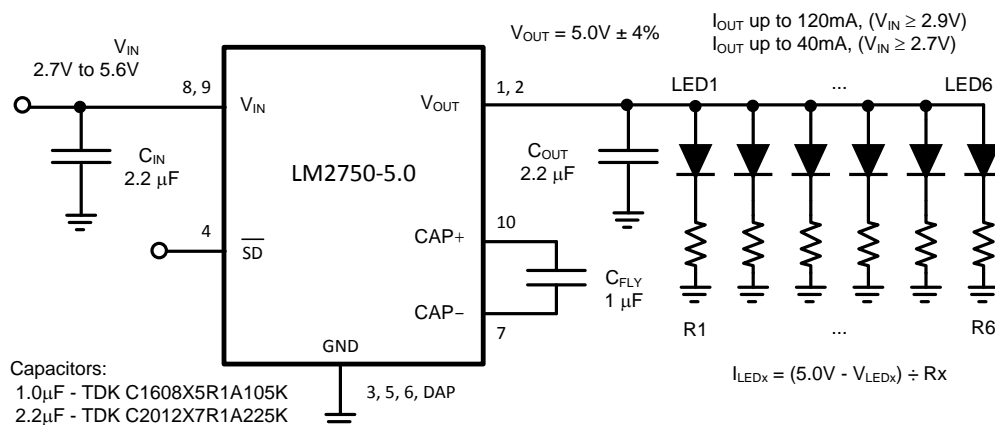 V_IN
2.7V to 5.6V
V_OUT = 5.0V ± 4%
I_OUT up to 120mA, (V_IN ≥ 2.9V)
I_OUT up to 40mA, (V_IN ≥ 2.7V)
8, 9
V_IN
V_OUT
1, 2
LED1
...
LED6
C_IN
2.2 µF
LM2750-5.0
C_OUT
2.2 µF
4
S̅D̅
CAP+
10
C_FLY
1 µF
CAP−
7
R1
...
R6
GND
3, 5, 6, DAP
I_LEDx = (5.0V - V_LEDx) ÷ Rx
Capacitors:
1.0µF - TDK C1608X5R1A105K
2.2µF - TDK C2012X7R1A225K